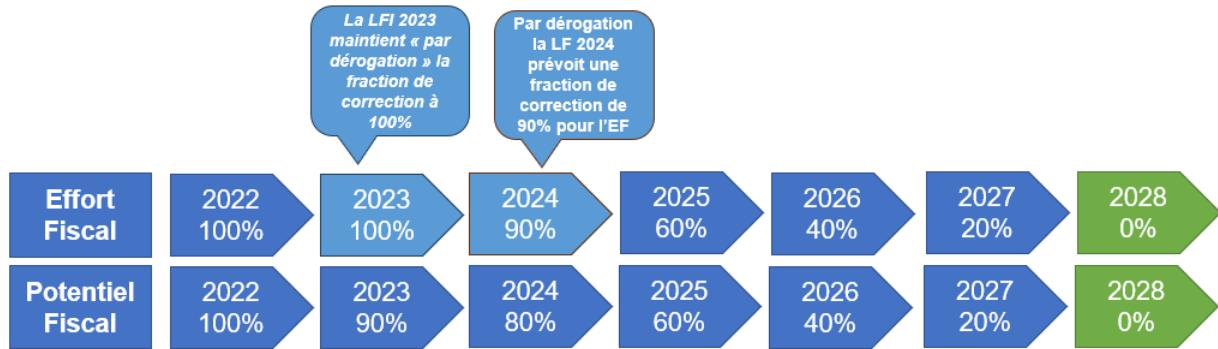 La LFI 2023
maintient « par
dérogation » la
fraction de
correction à
100%
Par dérogation
la LF 2024
prévoit une
fraction de
correction de
90% pour l'EF
Effort
Fiscal
2022
100%
2023
100%
2024
90%
2025
60%
2026
40%
2027
20%
2028
0%
Potentiel
Fiscal
2022
100%
2023
90%
2024
80%
2025
60%
2026
40%
2027
20%
2028
0%